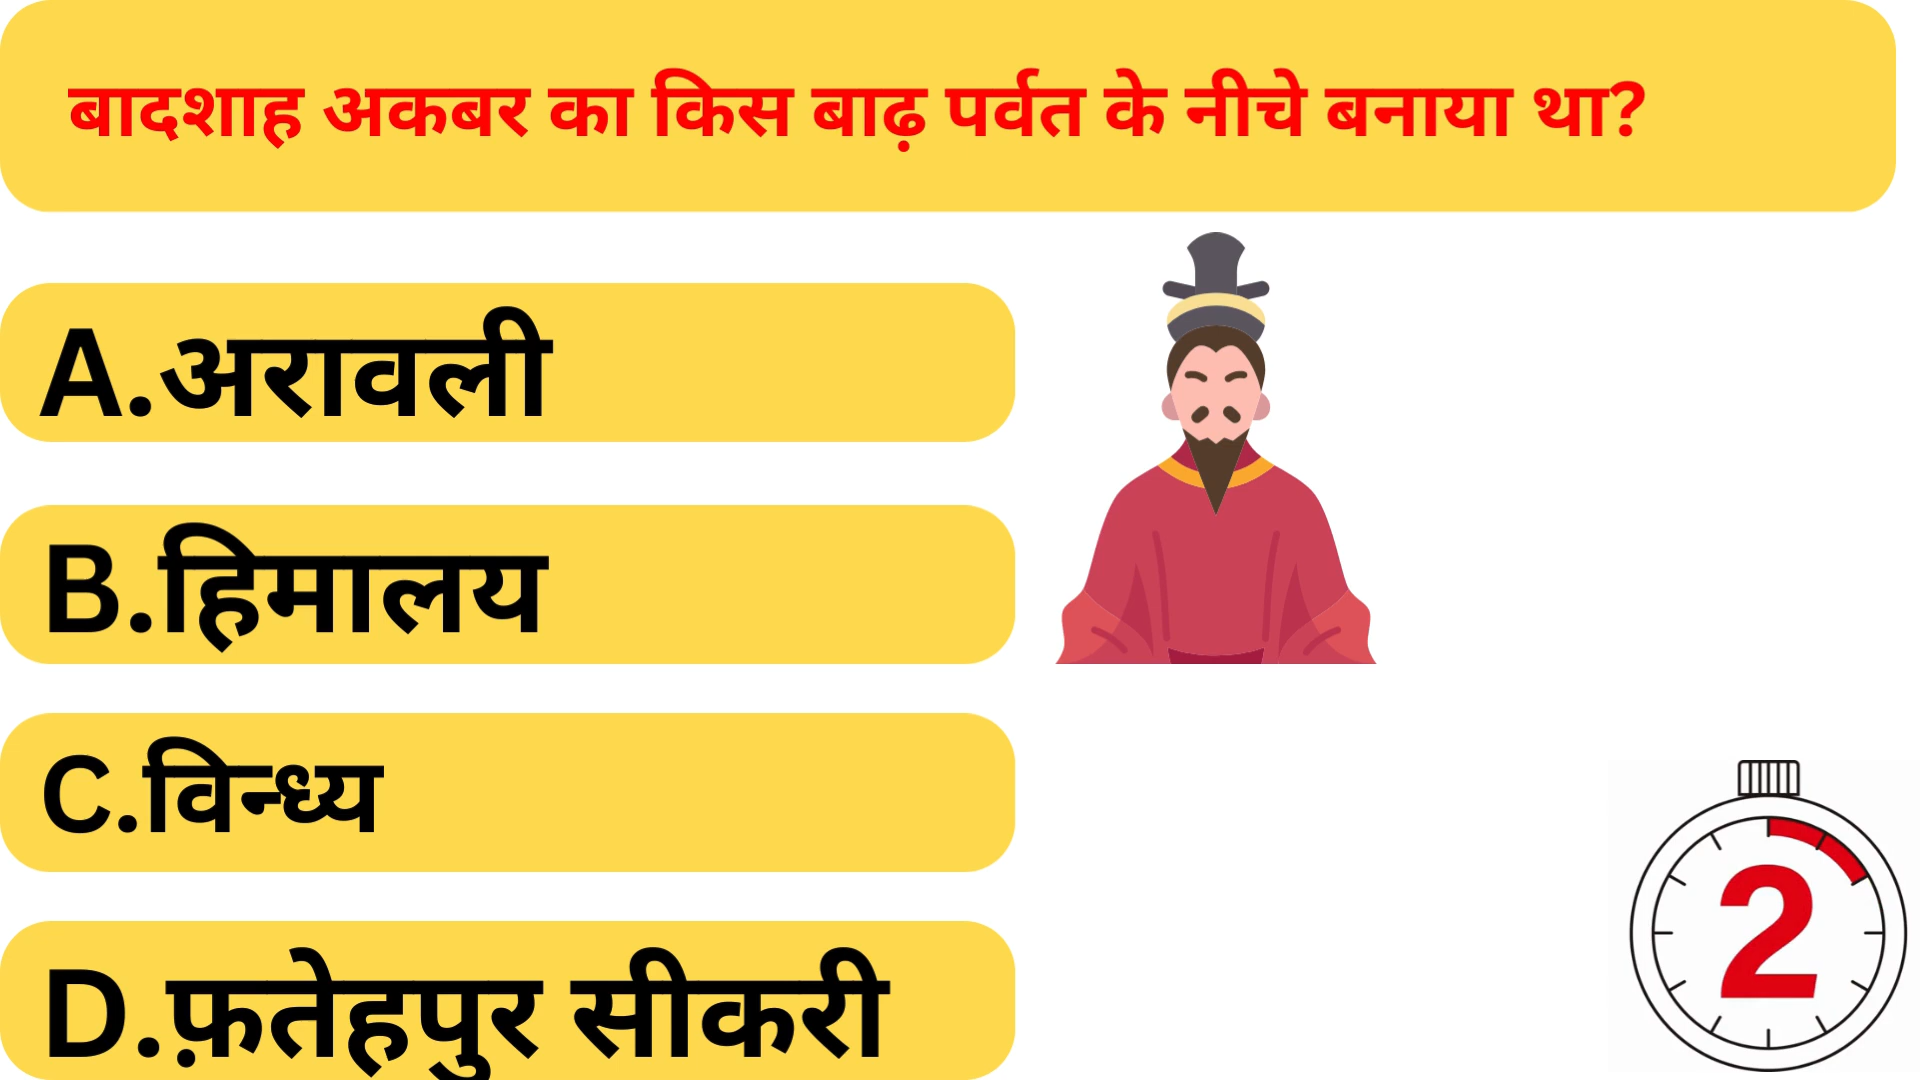 बादशाह अकबर का किस बाढ़ पर्वत के नीचे बनाया था?
A.अरावली
B.हिमालय
C.विन्ध्य
D.फ़तेहपुर सीकरी
2